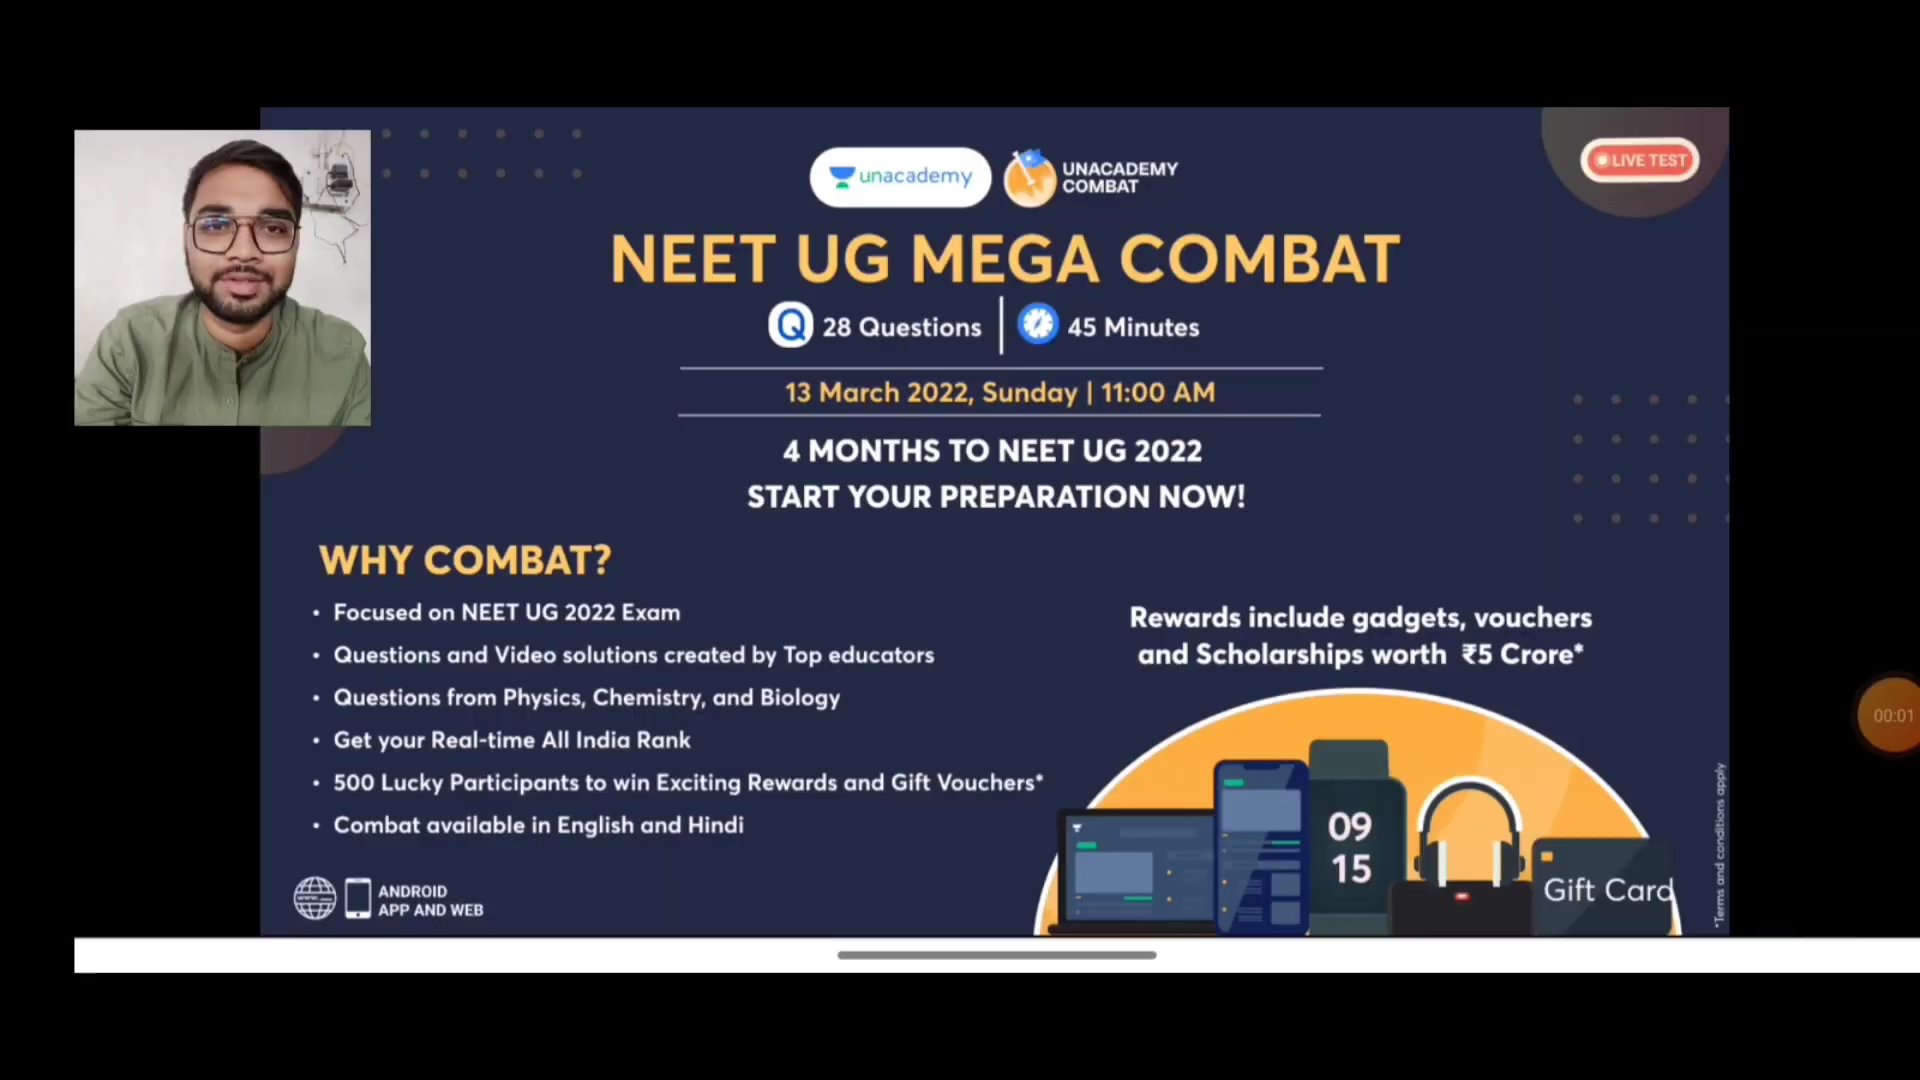 unacademy
UNACADEMY
COMBAT
LIVE TEST
NEET UG MEGA COMBAT
Q 28 Questions | 45 Minutes
13 March 2022, Sunday | 11:00 AM
4 MONTHS TO NEET UG 2022
START YOUR PREPARATION NOW!
WHY COMBAT?
• Focused on NEET UG 2022 Exam
• Questions and Video solutions created by Top educators
• Questions from Physics, Chemistry, and Biology
• Get your Real-time All India Rank
• 500 Lucky Participants to win Exciting Rewards and Gift Vouchers*
• Combat available in English and Hindi
Rewards include gadgets, vouchers
and Scholarships worth ₹5 Crore*
00:01
09
15
Gift Card
www
ANDROID
APP AND WEB
*Terms and conditions apply